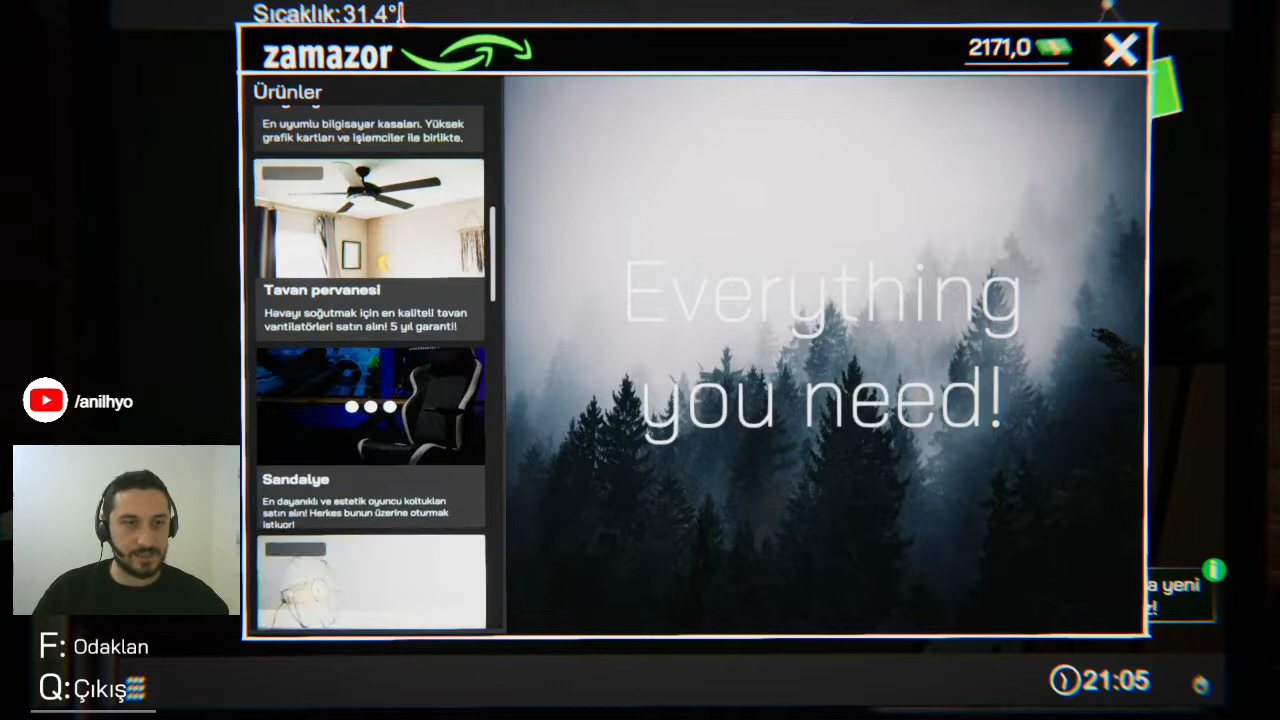 Sıcaklık:31,4°
zamazor
2171,0
Ürünler
En uyumlu bilgisayar kasaları. Yüksek
grafik kartları ve işlemciler ile birlikte.
Tavan pervanesi
Havayı soğutmak için en kaliteli tavan
vantilatörleri satın alın! 5 yıl garanti!
Sandalye
En dayanıklı ve estetik oyuncu koltukları
satın alın! Herkes bunun üzerine oturmak
istiyor!
Everything
you need!
/anilhyo
a yeni
z!
F: Odaklan
Q: Çıkış
21:05